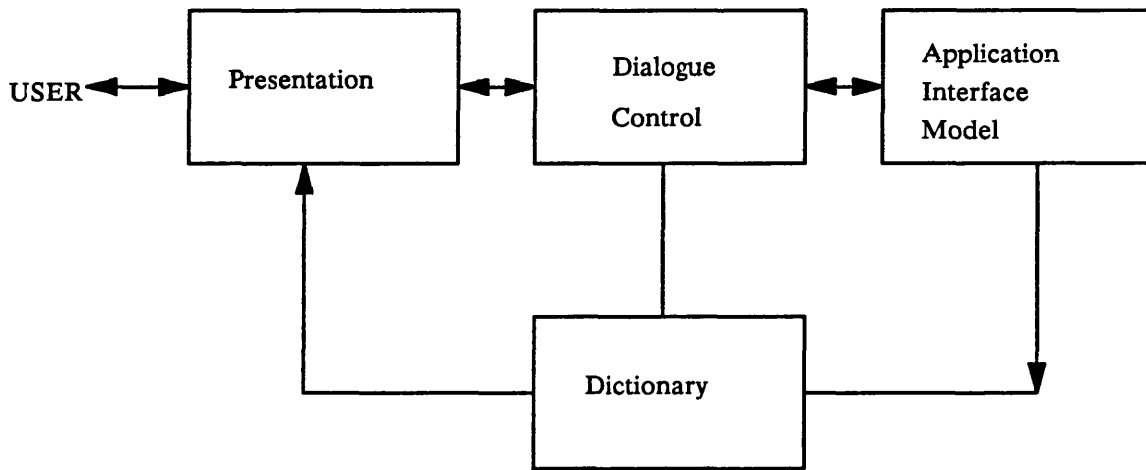 USER
Presentation
Dialogue
Control
Application
Interface
Model
Dictionary